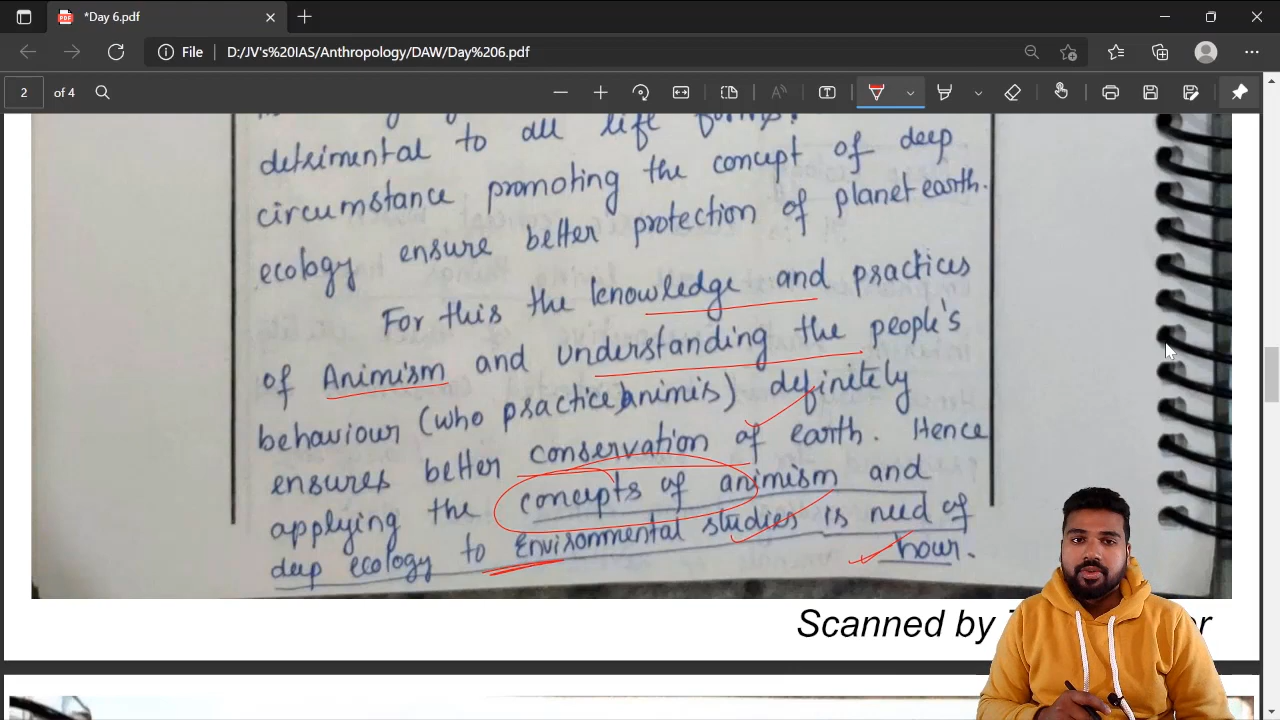 *Day 6.pdf
File D:/JV's%20IAS/Anthropology/DAW/Day%206.pdf
2 of 4
detrimental to all life forms.
circumstance promoting the concept of deep
ecology ensure better protection of planet earth.
For this the knowledge and practices
of Animism and understanding the people's
behaviour (who practice animis) definitely
ensures better conservation of earth. Hence
applying the concepts of animism and
deep ecology to Environmental studies is need of
hour.
Scanned by